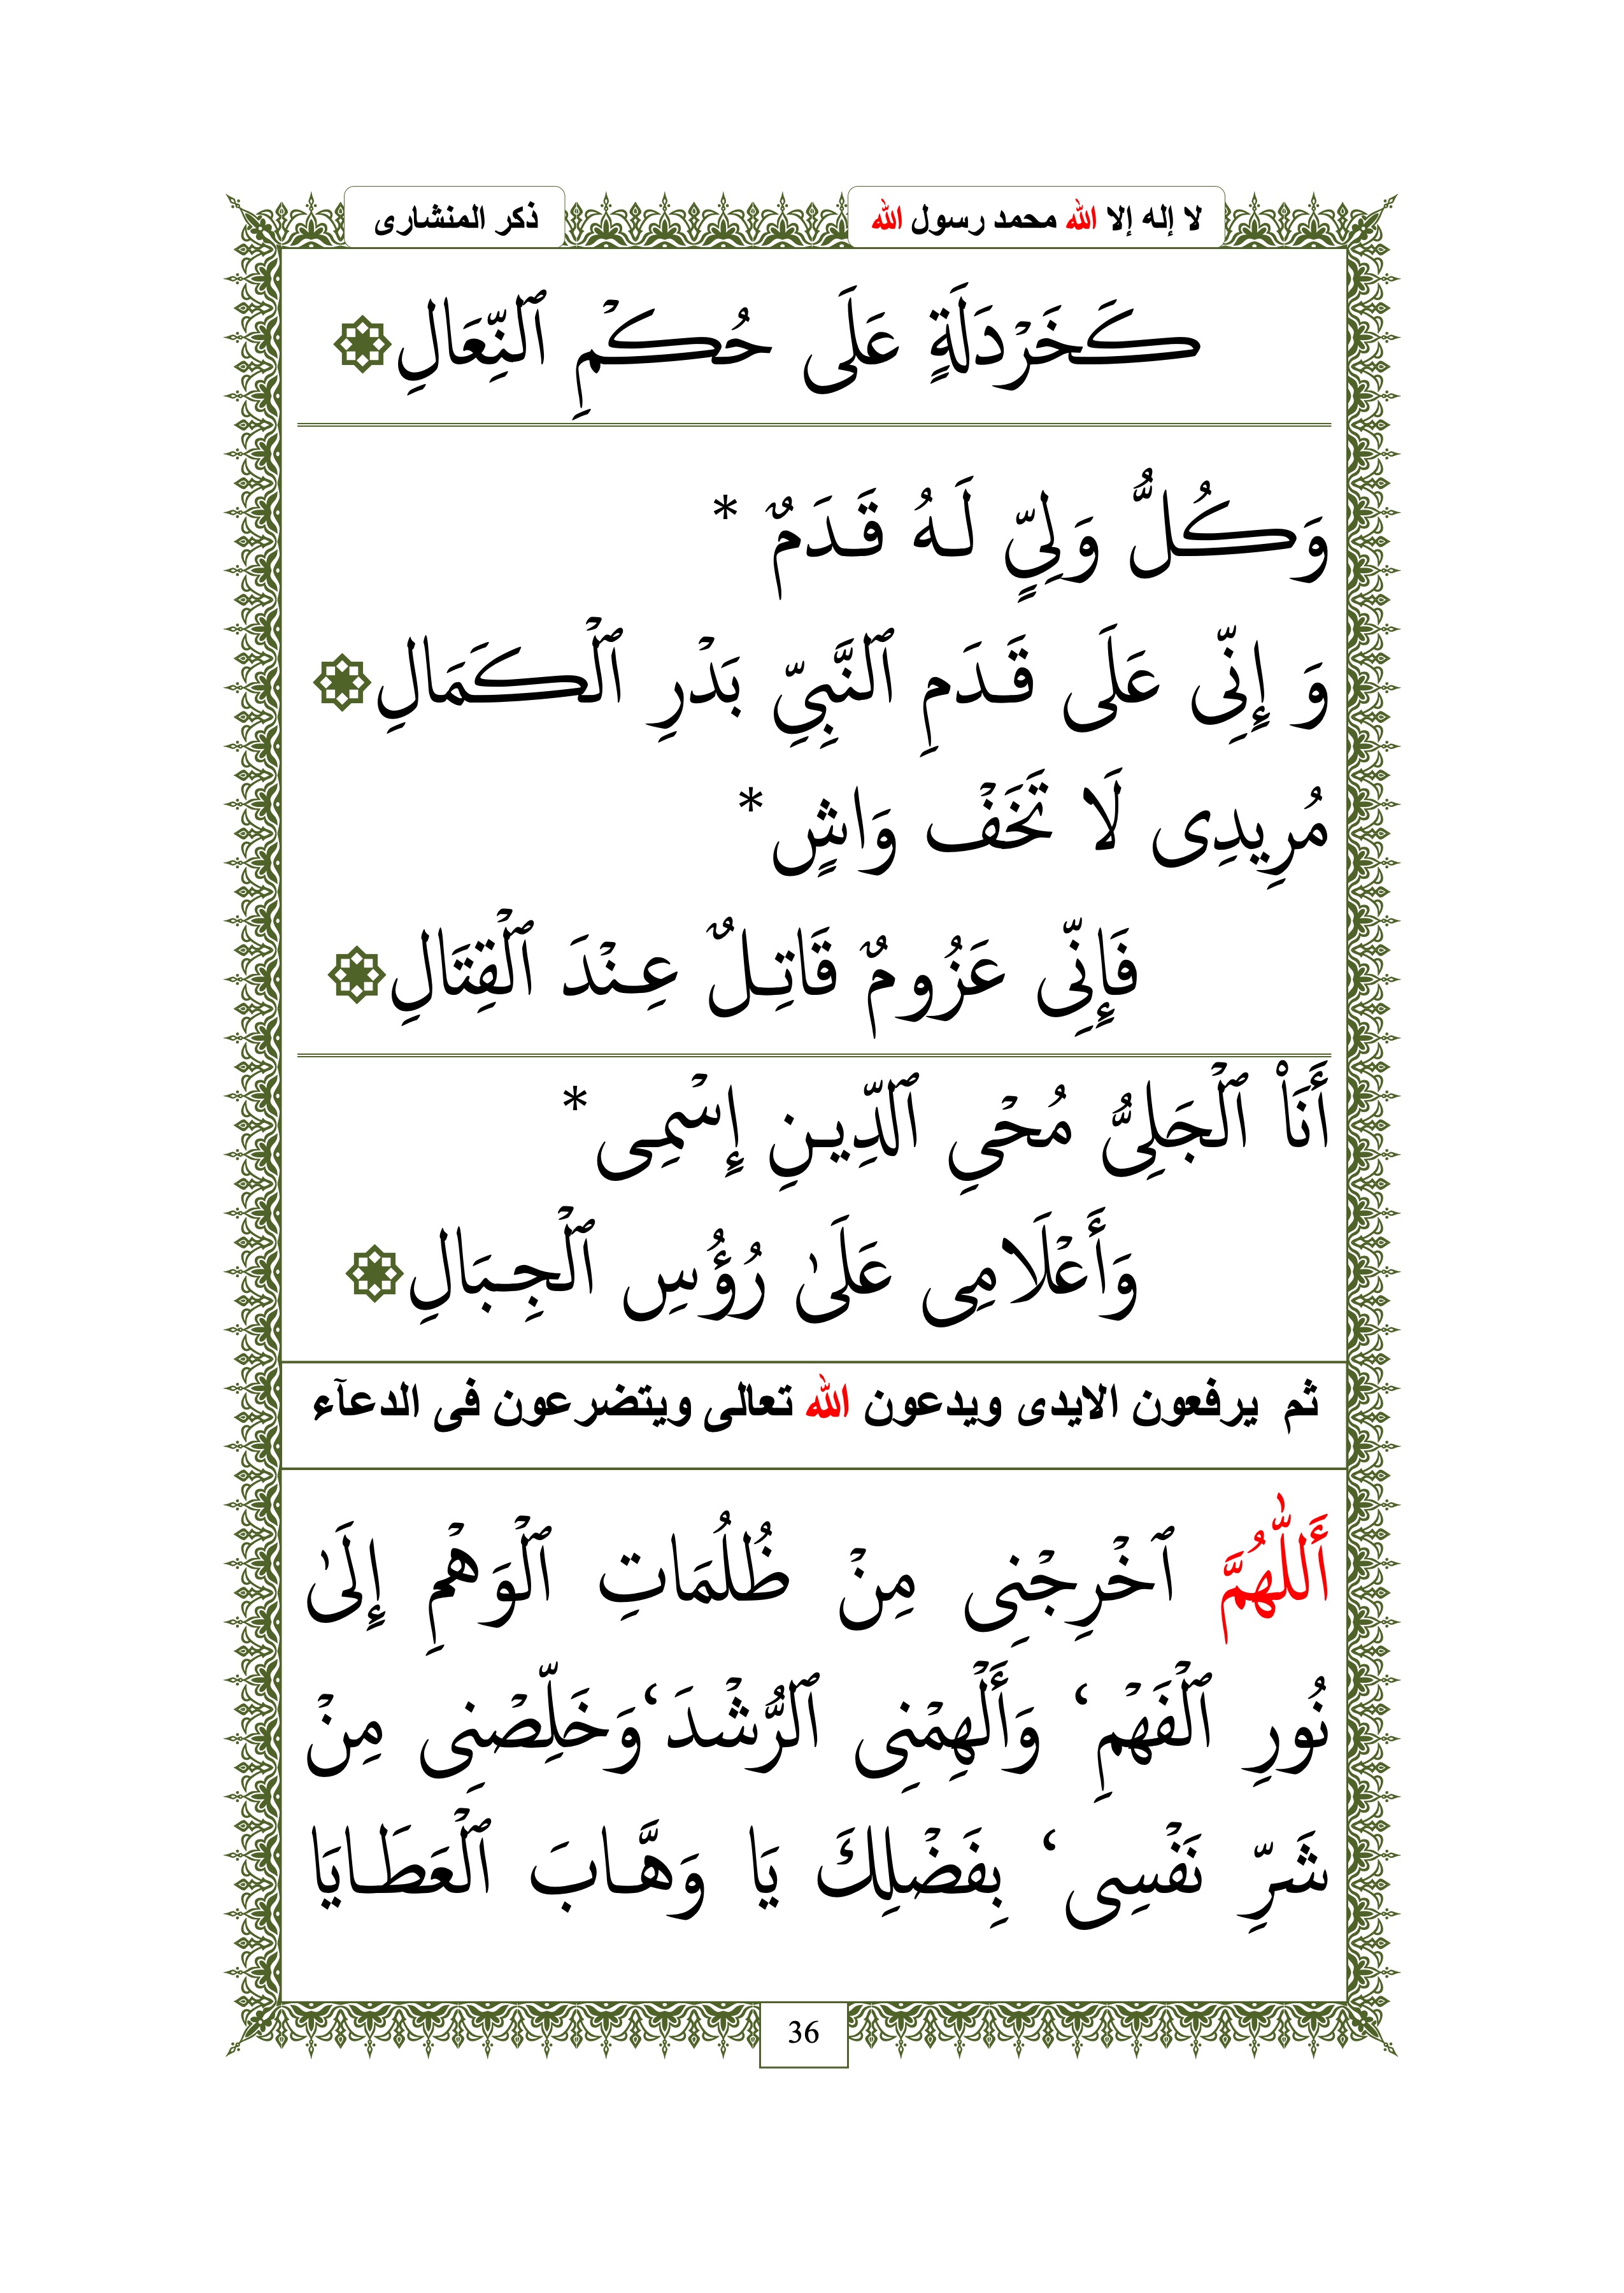 لا إله إلا الله محمد رسول الله
ذكر المنشارى
كَخَرْدَلَةٍ عَلَى حُكْمِ ٱلنِّعَالِ۞
وَكُلُّ وَلِيٍّ لَهُ قَدَمٌ *
وَ إِنِّى عَلَى قَدَمِ ٱلنَّبِيِّ بَدْرِ ٱلْكَمَالِ۞
مُرِيدِى لَا تَخَفْ وَاشٍ*
فَإِنِّى عَزُومٌ قَاتِلٌ عِنْدَ ٱلْقِتَالِ۞
أَنَاْ ٱلْجَلِىُّ مُحْيِ ٱلدِّينِ إِسْمِى *
وَأَعْلَامِى عَلَىٰ رُؤُسِ ٱلْجِبَالِ۞
ثم يرفعون الايدى ويدعون الله تعالى ويتضرعون فى الدعآء
أَللّٰهُمَّ ٱخْرِجْنِى مِنْ ظُلُمَاتِ ٱلْوَهْمِ إِلَىٰ
نُورِ ٱلْفَهْمِ‘ وَأَلْهِمْنِى ٱلرُّشْدَ‘وَخَلِّصْنِى مِنْ
شَرِّ نَفْسِى‘ بِفَضْلِكَ يَا وَهَّابَ ٱلْعَطَايَا
36